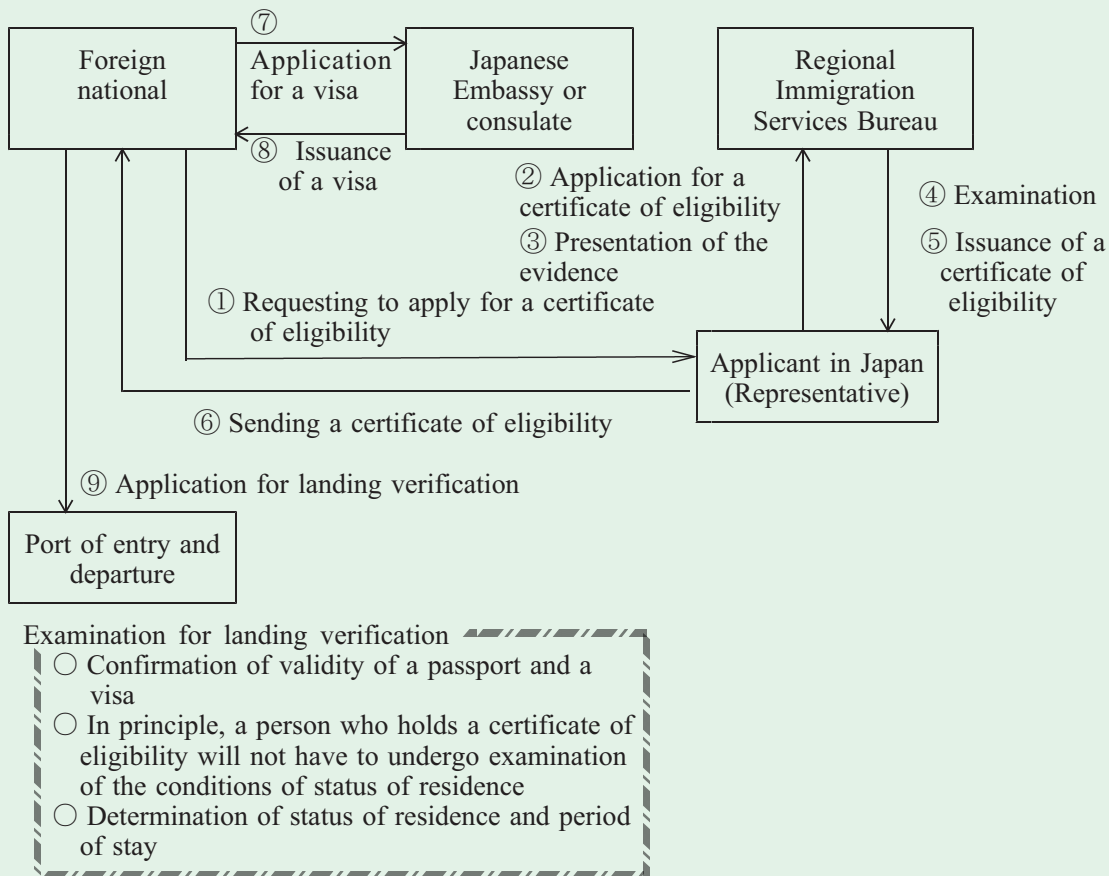 ⑦
Foreign
national
Application
for a visa
Japanese
Embassy or
consulate
Regional
Immigration
Services Bureau
⑧ Issuance
of a visa
② Application for a
certificate of eligibility
③ Presentation of the
evidence
④ Examination
⑤ Issuance of a
certificate of
eligibility
① Requesting to apply for a certificate
of eligibility
Applicant in Japan
(Representative)
⑥ Sending a certificate of eligibility
⑨ Application for landing verification
Port of entry and
departure
Examination for landing verification
○ Confirmation of validity of a passport and a
visa
○ In principle, a person who holds a certificate of
eligibility will not have to undergo examination
of the conditions of status of residence
○ Determination of status of residence and period
of stay